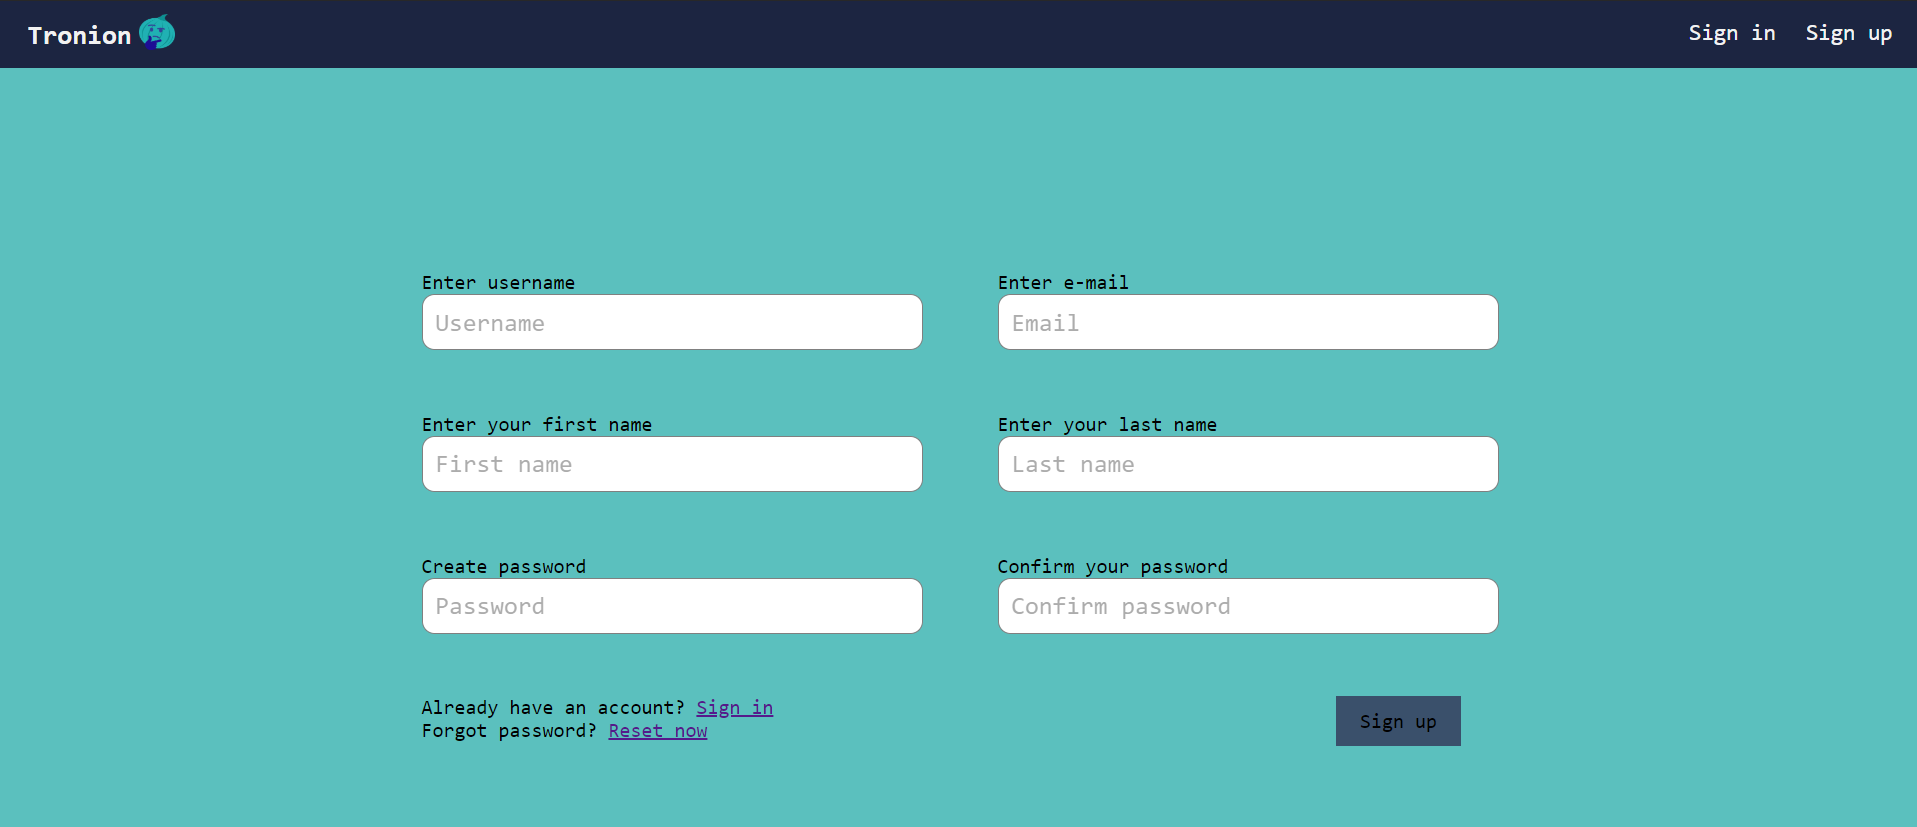 Tronion
Sign in Sign up
Enter username
Username
Enter e-mail
Email
Enter your first name
First name
Enter your last name
Last name
Create password
Password
Confirm your password
Confirm password
Already have an account? Sign in
Forgot password? Reset now
Sign up